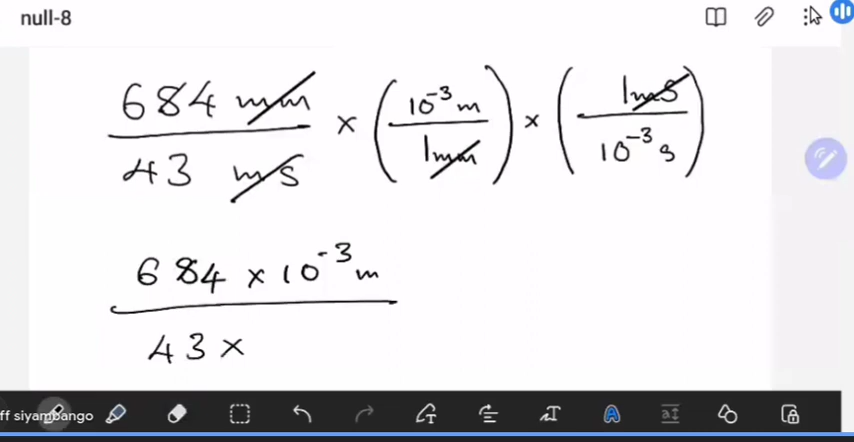 null-8
684 mm / 43 ms × (10⁻³ m / 1mm) × (1ms / 10⁻³ s)
684 × 10⁻³ m / 43 ×
ff siyambango